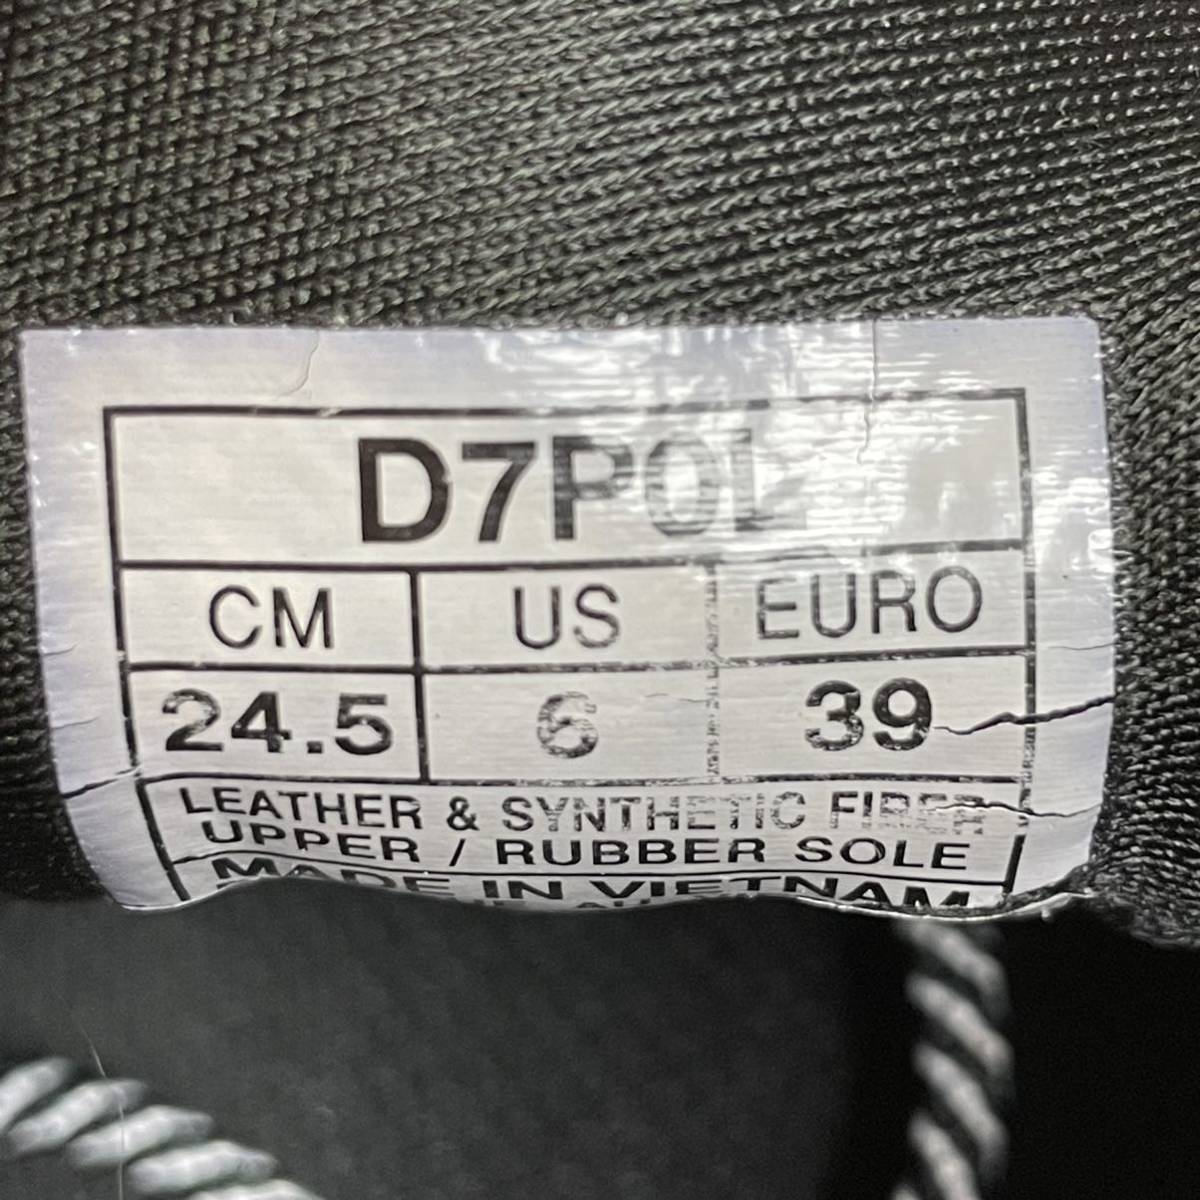 D7P0L
CM US EURO
24.5 6 39
LEATHER & SYNTHETIC FIBER
UPPER / RUBBER SOLE
MADE IN VIETNAM